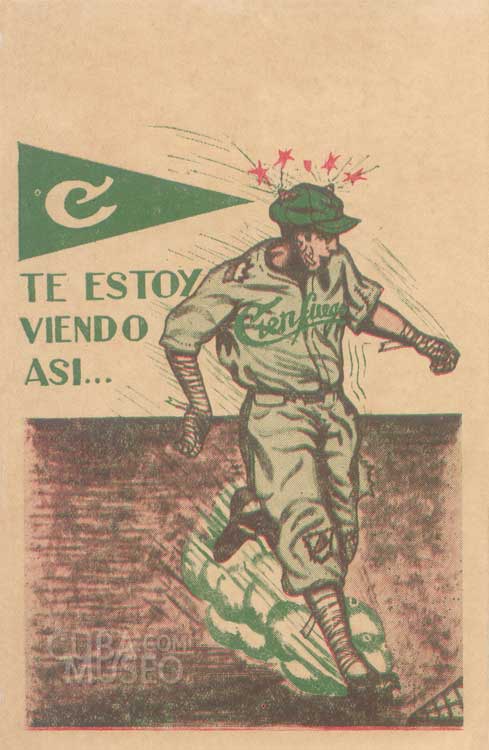 C
TE ESTOY
VIENDO
ASI...
Cienfuegos
CUBA.com
MUSEO